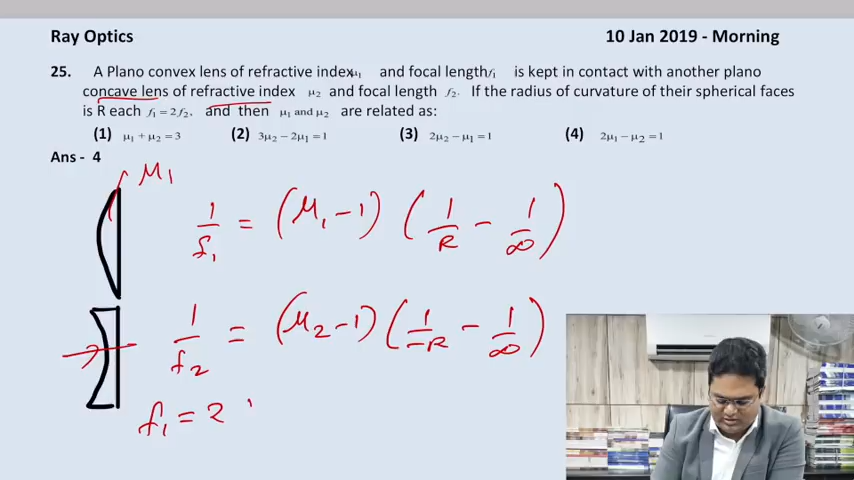 Ray Optics 10 Jan 2019 - Morning
25. A Plano convex lens of refractive index μ₁ and focal length f₁ is kept in contact with another plano
concave lens of refractive index μ₂ and focal length f₂. If the radius of curvature of their spherical faces
is R each f₁ = 2f₂, and then μ₁ and μ₂ are related as:
(1) μ₁ + μ₂ = 3 (2) 3μ₂ − 2μ₁ = 1 (3) 2μ₂ − μ₁ = 1 (4) 2μ₁ − μ₂ = 1
Ans - 4
μ₁
1/f₁ = (μ₁ − 1) (1/R − 1/∞)
1/f₂ = (μ₂ − 1) (1/−R − 1/∞)
f₁ = 2